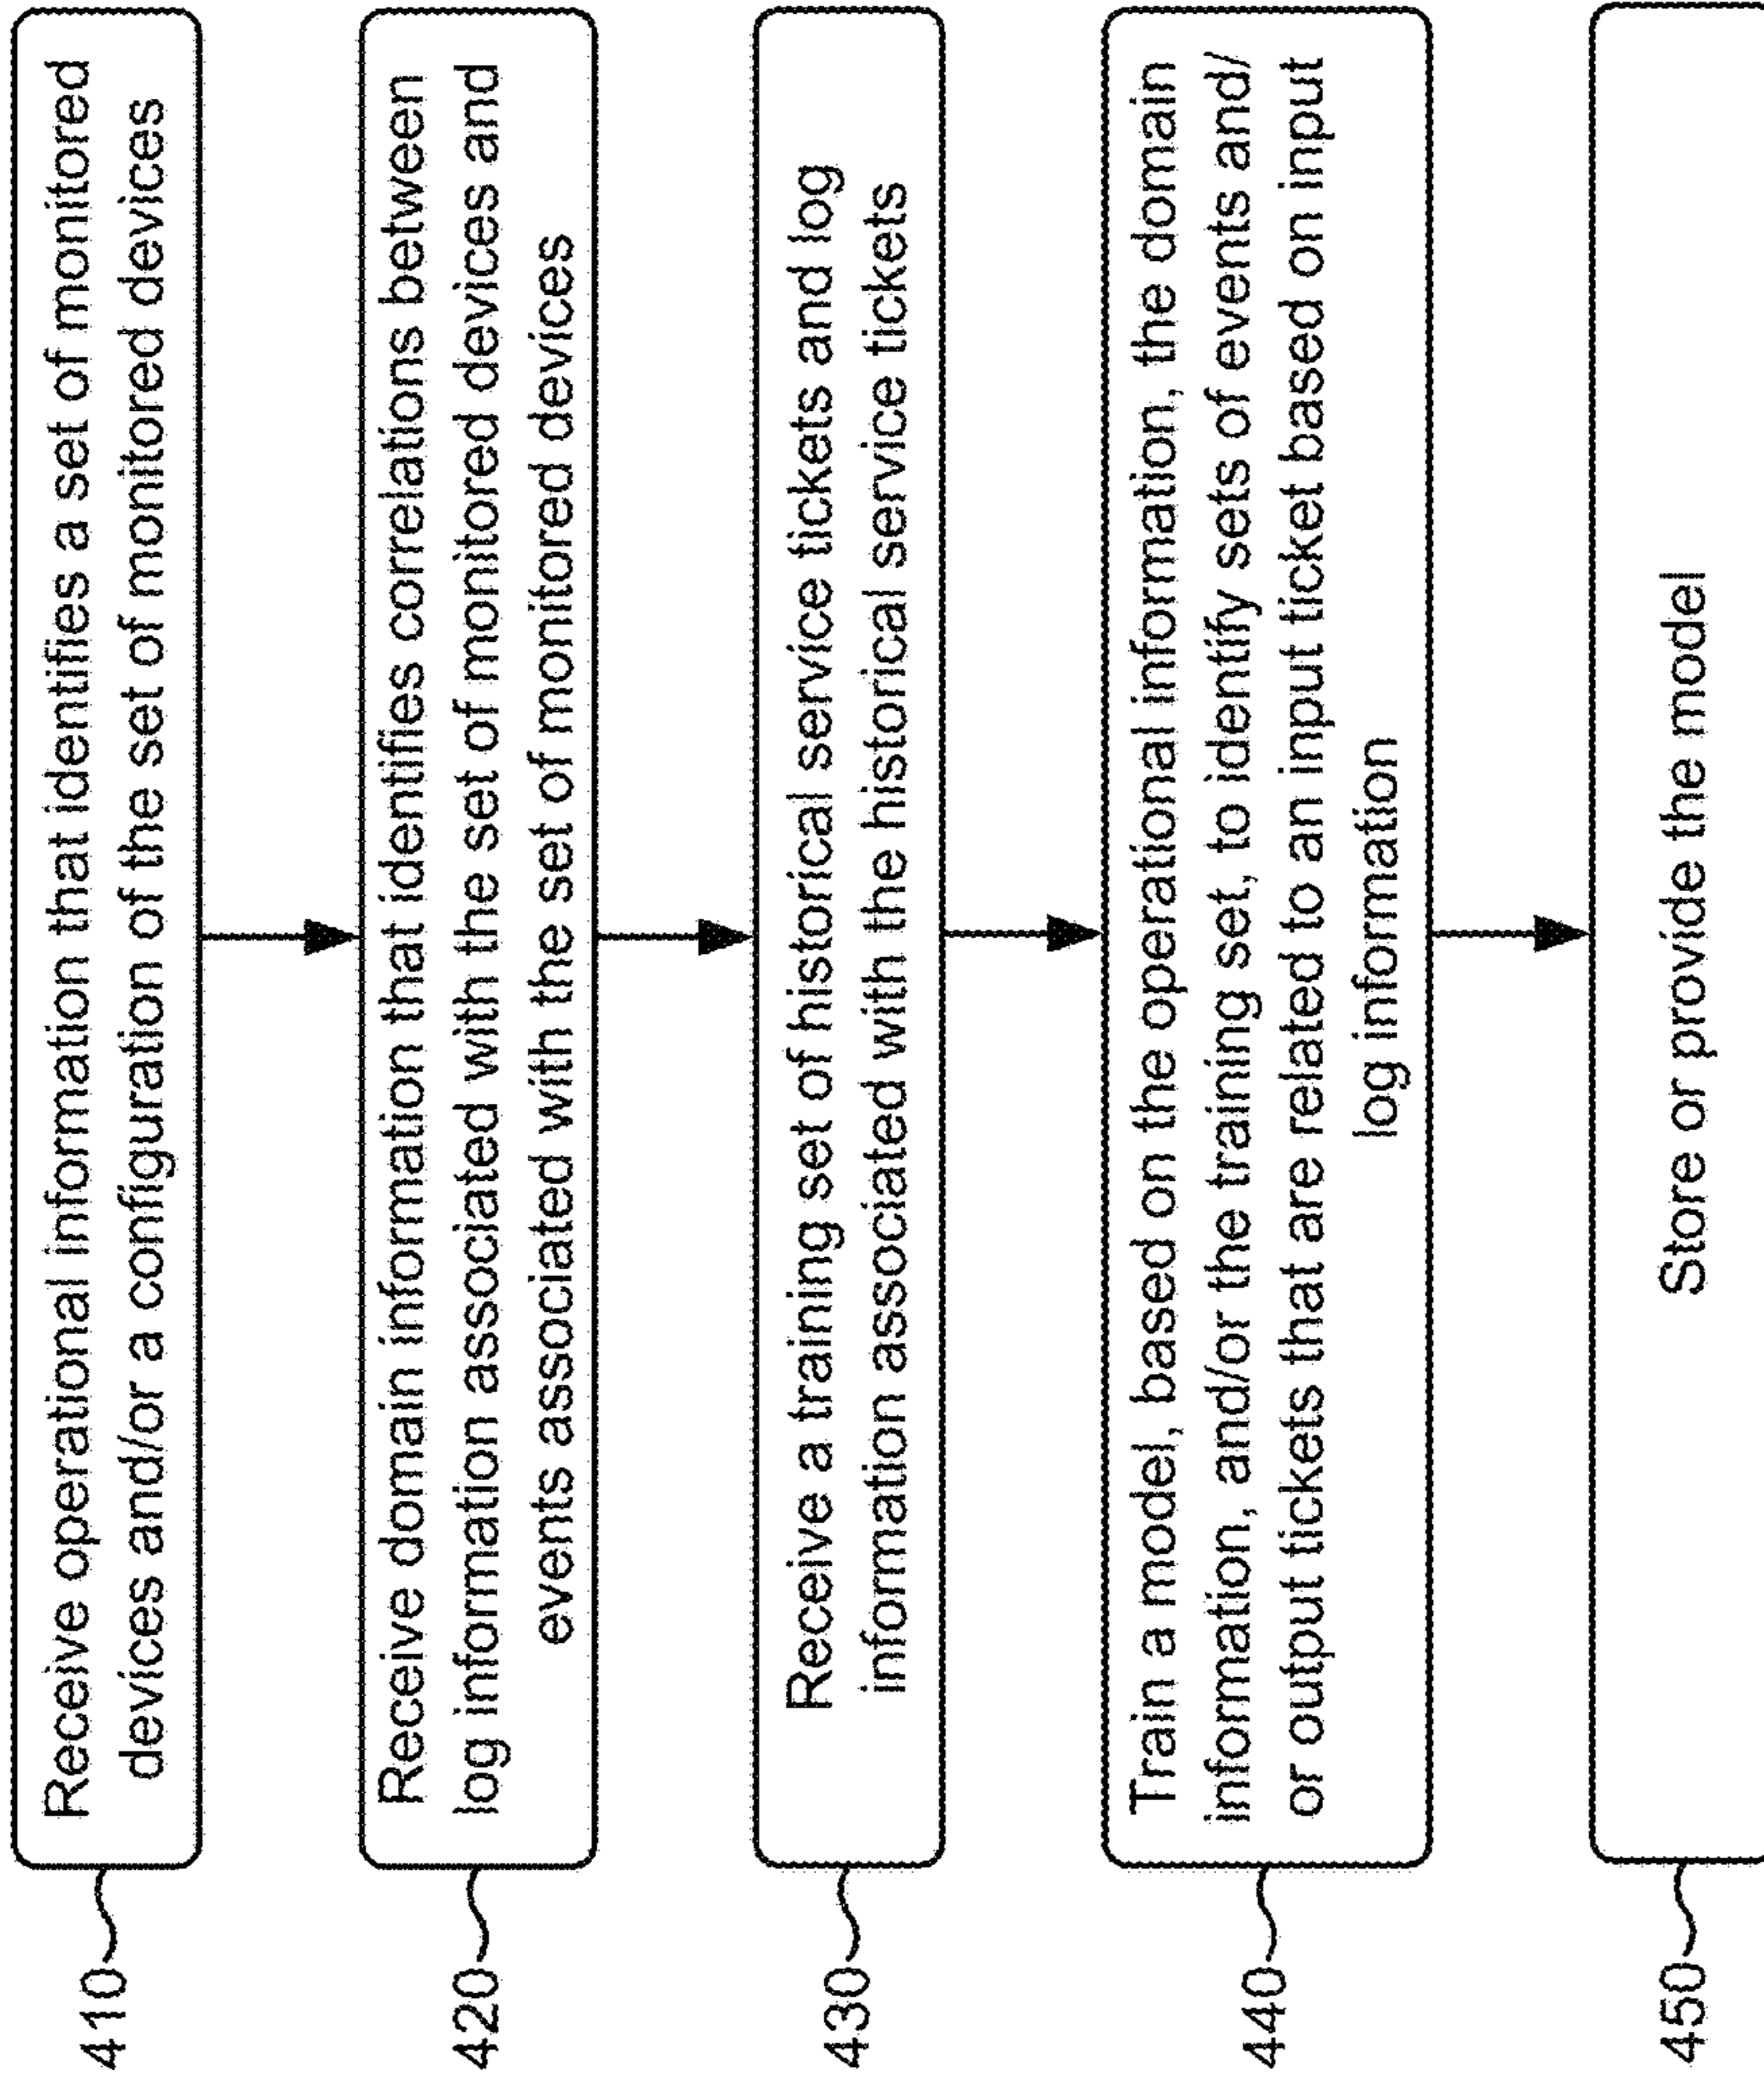 410
Receive operational information that identifies a set of monitored
devices and/or a configuration of the set of monitored devices
420
Receive domain information that identifies correlations between
log information associated with the set of monitored devices and
events associated with the set of monitored devices
430
Receive a training set of historical service tickets and log
information associated with the historical service tickets
440
Train a model, based on the operational information, the domain
information, and/or the training set, to identify sets of events and/
or output tickets that are related to an input ticket based on input
log information
450
Store or provide the model